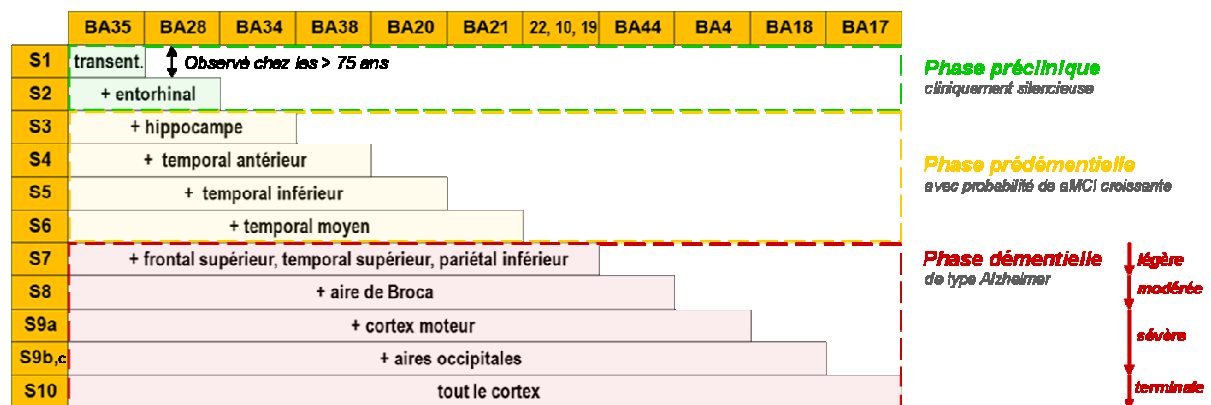 BA35 BA28 BA34 BA38 BA20 BA21 22, 10, 19 BA44 BA4 BA18 BA17
S1 transent. Observé chez les > 75 ans
Phase préclinique
cliniquement silencieuse
S2 + entorhinal
S3 + hippocampe
S4 + temporal antérieur
Phase prédémentielle
avec probabilité de aMCI croissante
S5 + temporal inférieur
S6 + temporal moyen
S7 + frontal supérieur, temporal supérieur, pariétal inférieur
Phase démentielle
de type Alzheimer
légère
S8 + aire de Broca
modérée
S9a + cortex moteur
sévère
S9b,c + aires occipitales
S10 tout le cortex
terminale